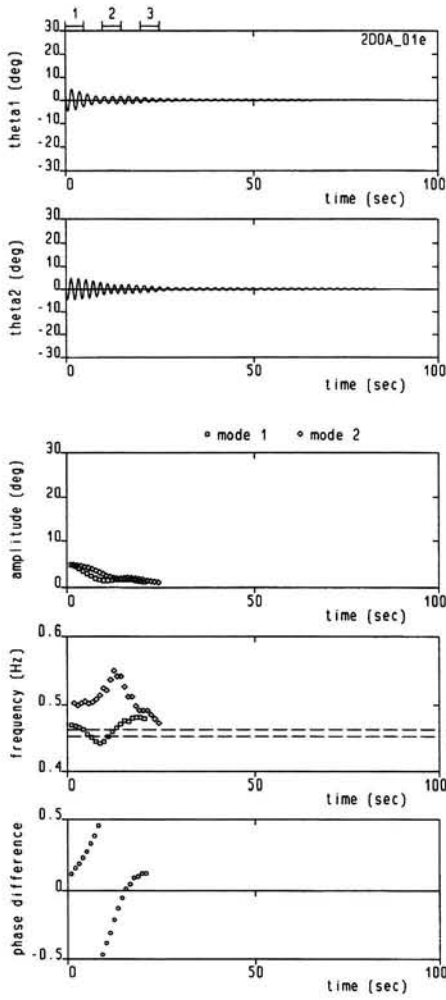 1 2 3
30
20
10
0
-10
-20
-30
theta1 (deg)
2D0A_01e
0 50 100
time (sec)
30
20
10
0
-10
-20
-30
theta2 (deg)
0 50 100
time (sec)
mode 1 mode 2
30
20
10
0
amplitude (deg)
0 50 100
time (sec)
0.6
0.5
0.4
frequency (Hz)
0 50 100
time (sec)
0.5
0
-0.5
phase difference
0 50 100
time (sec)